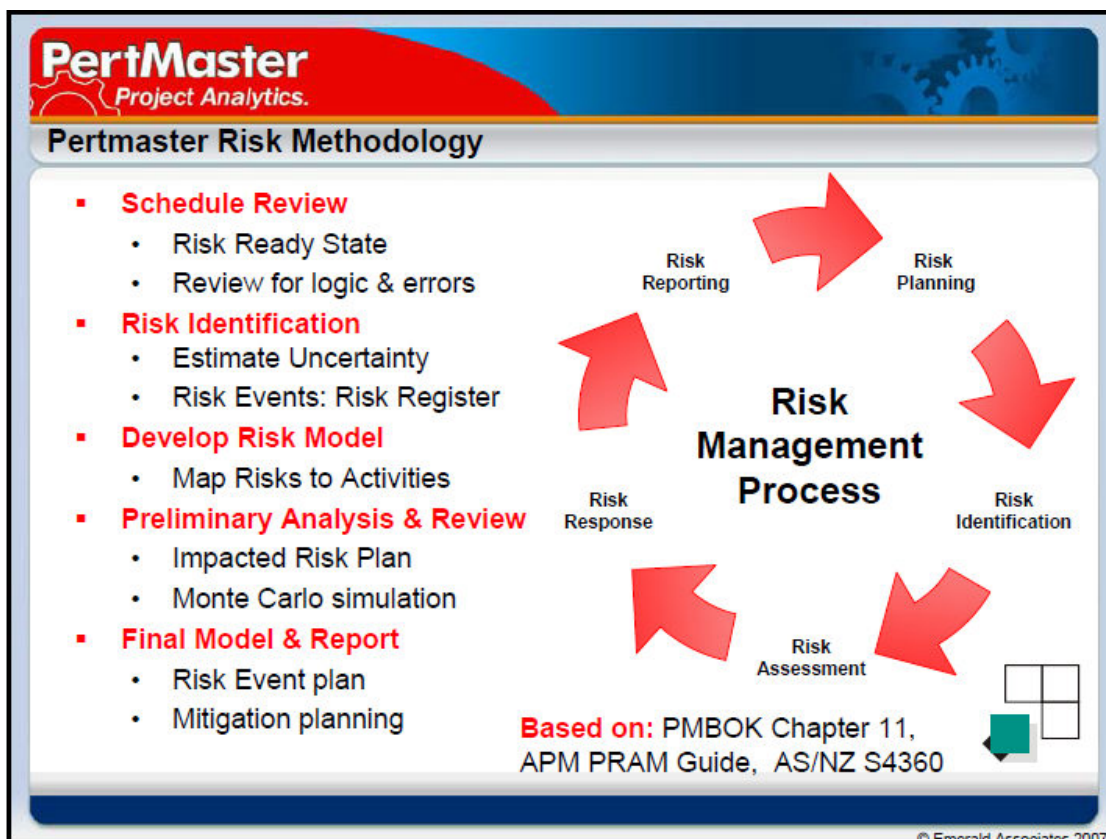 PertMaster
Project Analytics.
Pertmaster Risk Methodology
▪ Schedule Review
• Risk Ready State
• Review for logic & errors
▪ Risk Identification
• Estimate Uncertainty
• Risk Events: Risk Register
▪ Develop Risk Model
• Map Risks to Activities
▪ Preliminary Analysis & Review
• Impacted Risk Plan
• Monte Carlo simulation
▪ Final Model & Report
• Risk Event plan
• Mitigation planning
Risk
Reporting
Risk
Planning
Risk
Management
Process
Risk
Response
Risk
Identification
Risk
Assessment
Based on: PMBOK Chapter 11,
APM PRAM Guide, AS/NZ S4360
© Emerald Associates 2007